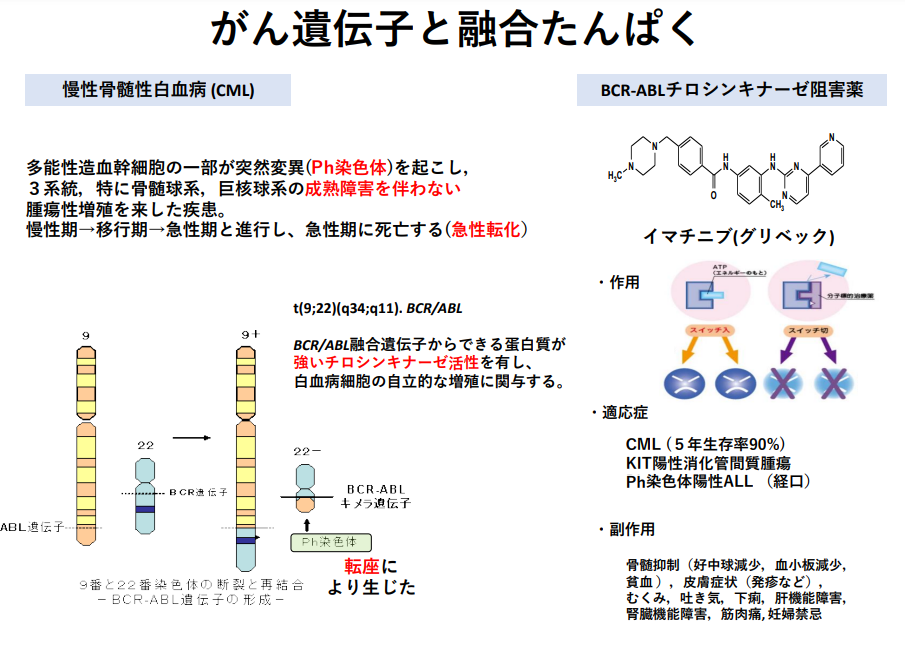 がん遺伝子と融合たんぱく
慢性骨髄性白血病 (CML)
多能性造血幹細胞の一部が突然変異(Ph染色体)を起こし，
３系統，特に骨髄球系，巨核球系の成熟障害を伴わない
腫瘍性増殖を来した疾患。
慢性期→移行期→急性期と進行し、急性期に死亡する(急性転化）
t(9;22)(q34;q11). BCR/ABL
BCR/ABL融合遺伝子からできる蛋白質が
強いチロシンキナーゼ活性を有し、
白血病細胞の自立的な増殖に関与する。
9
22
9+
22−
BCR遺伝子
ABL遺伝子
BCR-ABL
キメラ遺伝子
Ph染色体
転座に
より生じた
9番と22番染色体の断裂と再結合
−BCR-ABL遺伝子の形成−
BCR-ABLチロシンキナーゼ阻害薬
H₃C
N
N
O
N
H
CH₃
N
H
N
N
N
イマチニブ(グリベック)
・作用
ATP
(エネルギーのもと)
分子標的治療薬
スイッチ入
スイッチ切
・適応症
CML (５年生存率90%)
KIT陽性消化管間質腫瘍
Ph染色体陽性ALL （経口）
・副作用
骨髄抑制（好中球減少，血小板減少，
貧血），皮膚症状（発疹など），
むくみ，吐き気，下痢，肝機能障害，
腎臓機能障害，筋肉痛, 妊婦禁忌